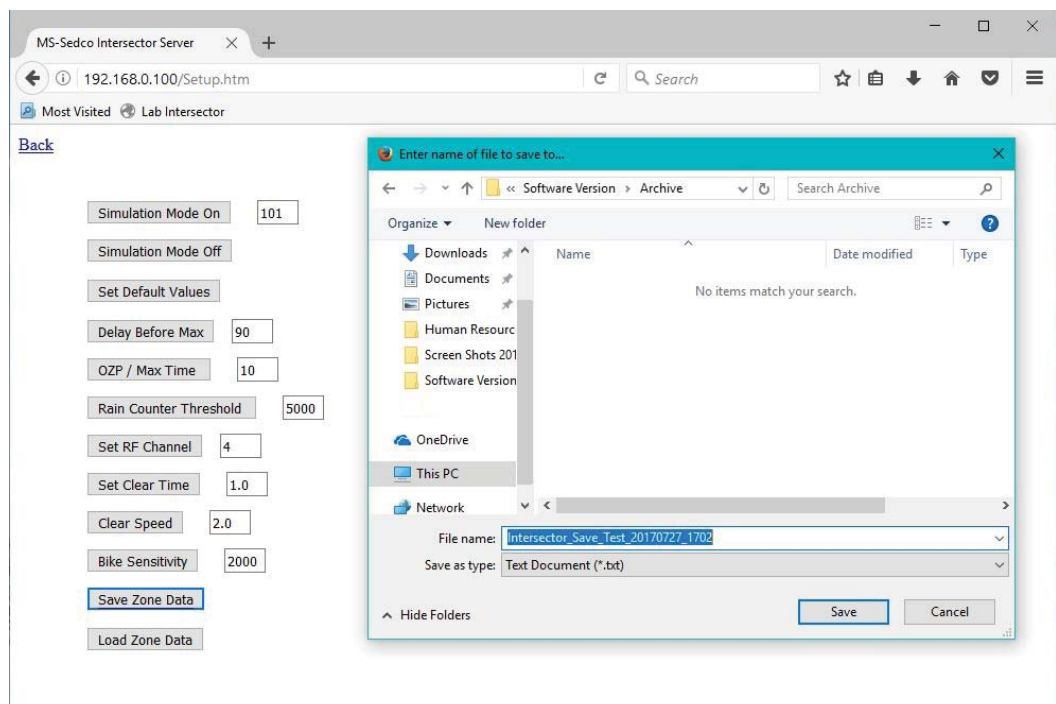 MS-Sedco Intersector Server
192.168.0.100/Setup.htm
Search
Most Visited Lab Intersector
Back
Simulation Mode On 101
Simulation Mode Off
Set Default Values
Delay Before Max 90
OZP / Max Time 10
Rain Counter Threshold 5000
Set RF Channel 4
Set Clear Time 1.0
Clear Speed 2.0
Bike Sensitivity 2000
Save Zone Data
Load Zone Data
Enter name of file to save to...
« Software Version > Archive
Search Archive
Organize New folder
Downloads
Documents
Pictures
Human Resourc
Screen Shots 201
Software Version
OneDrive
This PC
Network
Name Date modified Type
No items match your search.
File name: Intersector_Save_Test_20170727_1702
Save as type: Text Document (*.txt)
Hide Folders
Save Cancel